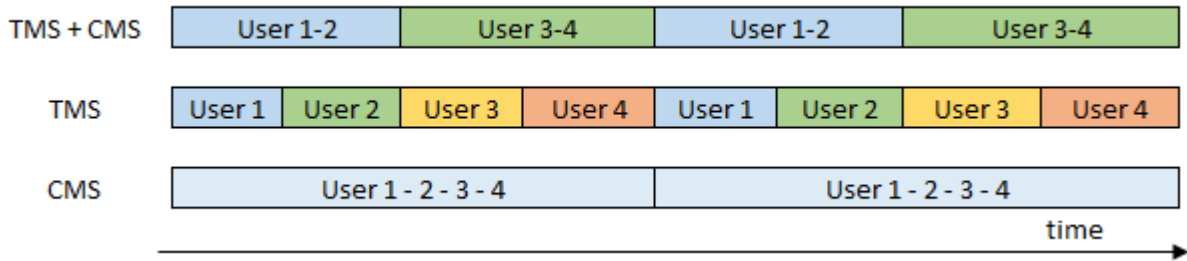 TMS + CMS User 1-2 User 3-4 User 1-2 User 3-4
TMS User 1 User 2 User 3 User 4 User 1 User 2 User 3 User 4
CMS User 1 - 2 - 3 - 4 User 1 - 2 - 3 - 4
time